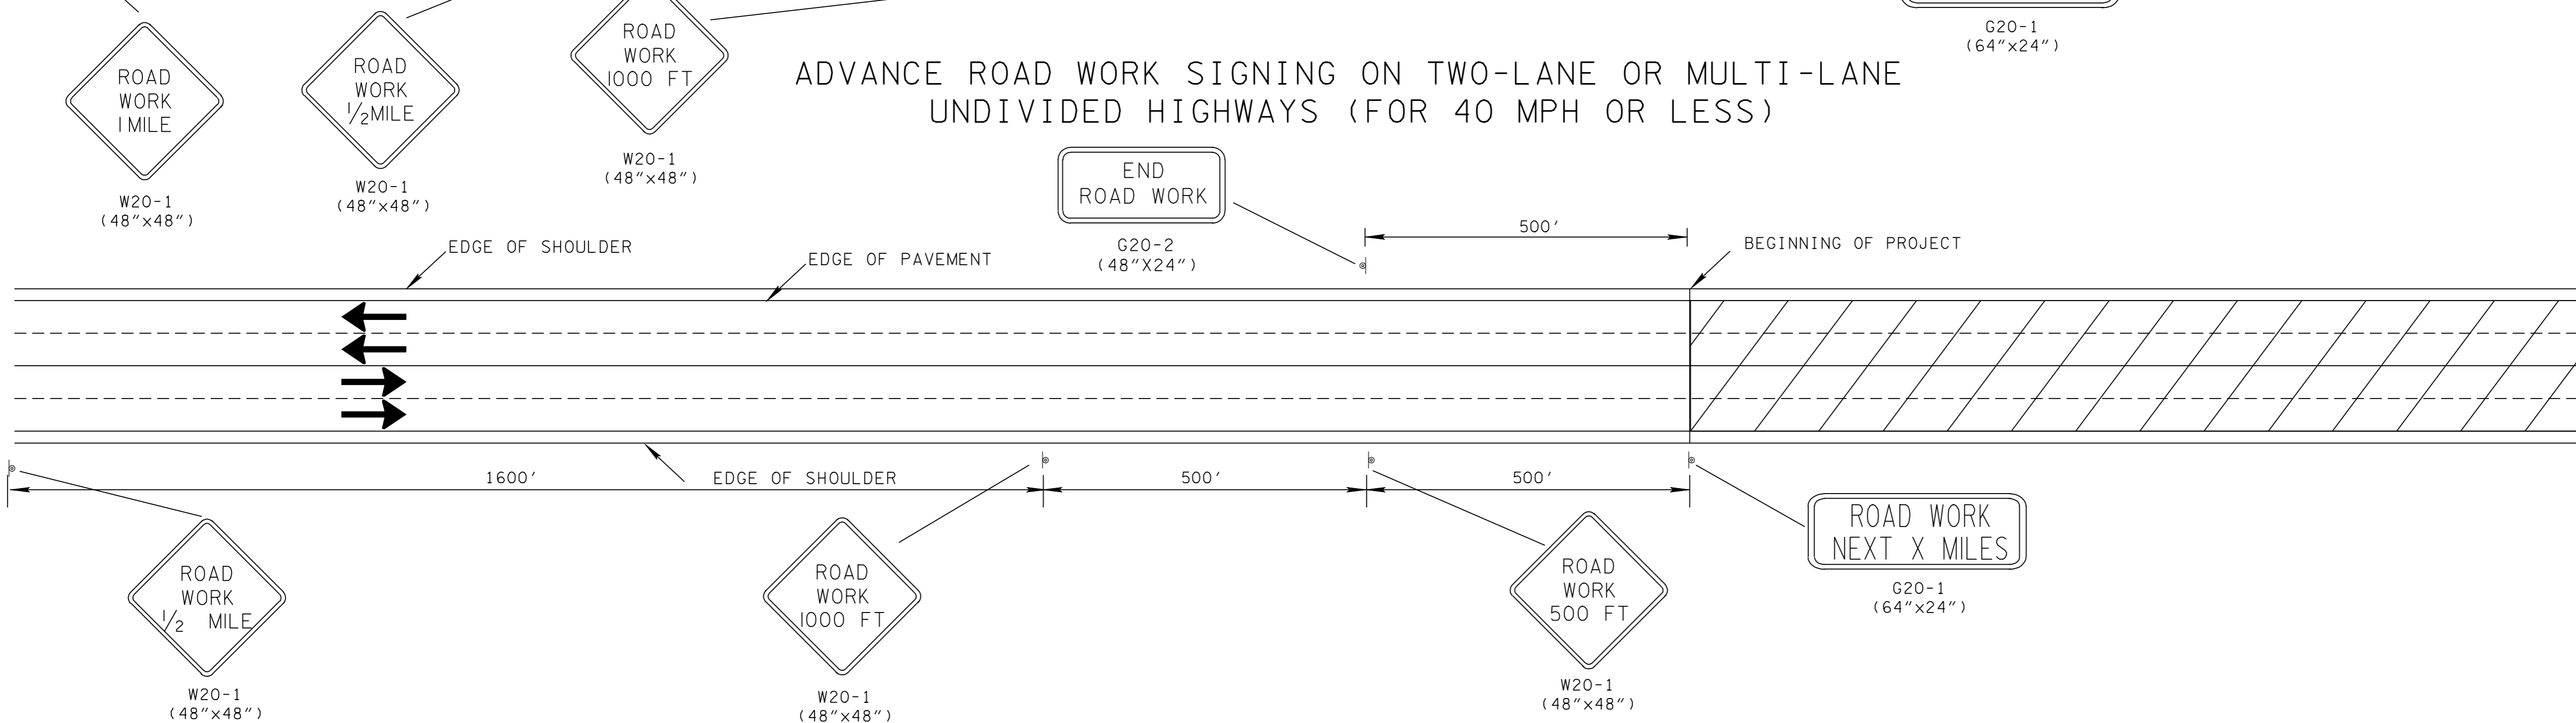 G20-1
(64"x24")
ROAD
WORK
1 MILE
W20-1
(48"x48")
ROAD
WORK
1/2 MILE
W20-1
(48"x48")
ROAD
WORK
1000 FT
W20-1
(48"x48")
ADVANCE ROAD WORK SIGNING ON TWO-LANE OR MULTI-LANE
UNDIVIDED HIGHWAYS (FOR 40 MPH OR LESS)
END
ROAD WORK
G20-2
(48"X24")
500'
BEGINNING OF PROJECT
EDGE OF SHOULDER
EDGE OF PAVEMENT
1600'
EDGE OF SHOULDER
500'
500'
ROAD
WORK
1/2 MILE
W20-1
(48"x48")
ROAD
WORK
1000 FT
W20-1
(48"x48")
ROAD
WORK
500 FT
W20-1
(48"x48")
ROAD WORK
NEXT X MILES
G20-1
(64"x24")